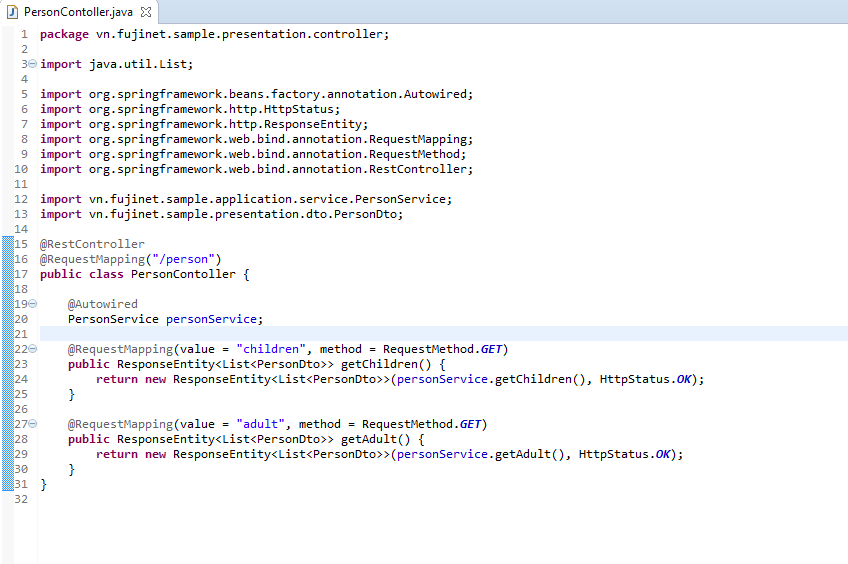 PersonContoller.java
1 package vn.fujinet.sample.presentation.controller;
2
3 import java.util.List;
4
5 import org.springframework.beans.factory.annotation.Autowired;
6 import org.springframework.http.HttpStatus;
7 import org.springframework.http.ResponseEntity;
8 import org.springframework.web.bind.annotation.RequestMapping;
9 import org.springframework.web.bind.annotation.RequestMethod;
10 import org.springframework.web.bind.annotation.RestController;
11
12 import vn.fujinet.sample.application.service.PersonService;
13 import vn.fujinet.sample.presentation.dto.PersonDto;
14
15 @RestController
16 @RequestMapping("/person")
17 public class PersonContoller {
18
19     @Autowired
20     PersonService personService;
21
22     @RequestMapping(value = "children", method = RequestMethod.GET)
23     public ResponseEntity<List<PersonDto>> getChildren() {
24         return new ResponseEntity<List<PersonDto>>(personService.getChildren(), HttpStatus.OK);
25     }
26
27     @RequestMapping(value = "adult", method = RequestMethod.GET)
28     public ResponseEntity<List<PersonDto>> getAdult() {
29         return new ResponseEntity<List<PersonDto>>(personService.getAdult(), HttpStatus.OK);
30     }
31 }
32